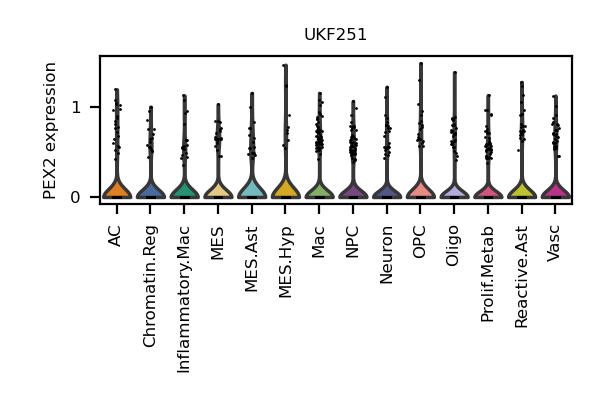 UKF251
PEX2 expression
1
0
AC
Chromatin.Reg
Inflammatory.Mac
MES
MES.Ast
MES.Hyp
Mac
NPC
Neuron
OPC
Oligo
Prolif.Metab
Reactive.Ast
Vasc